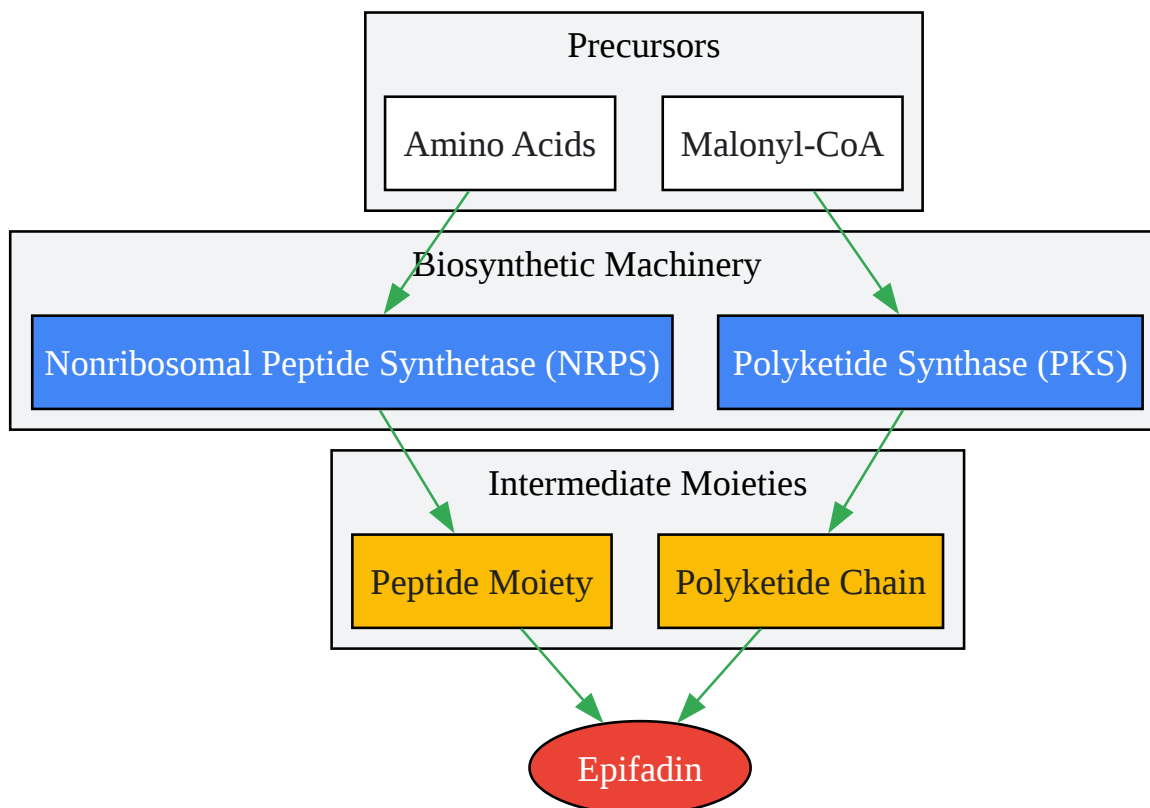 Precursors
Amino Acids
Malonyl-CoA
Biosynthetic Machinery
Nonribosomal Peptide Synthetase (NRPS)
Polyketide Synthase (PKS)
Intermediate Moieties
Peptide Moiety
Polyketide Chain
Epifadin